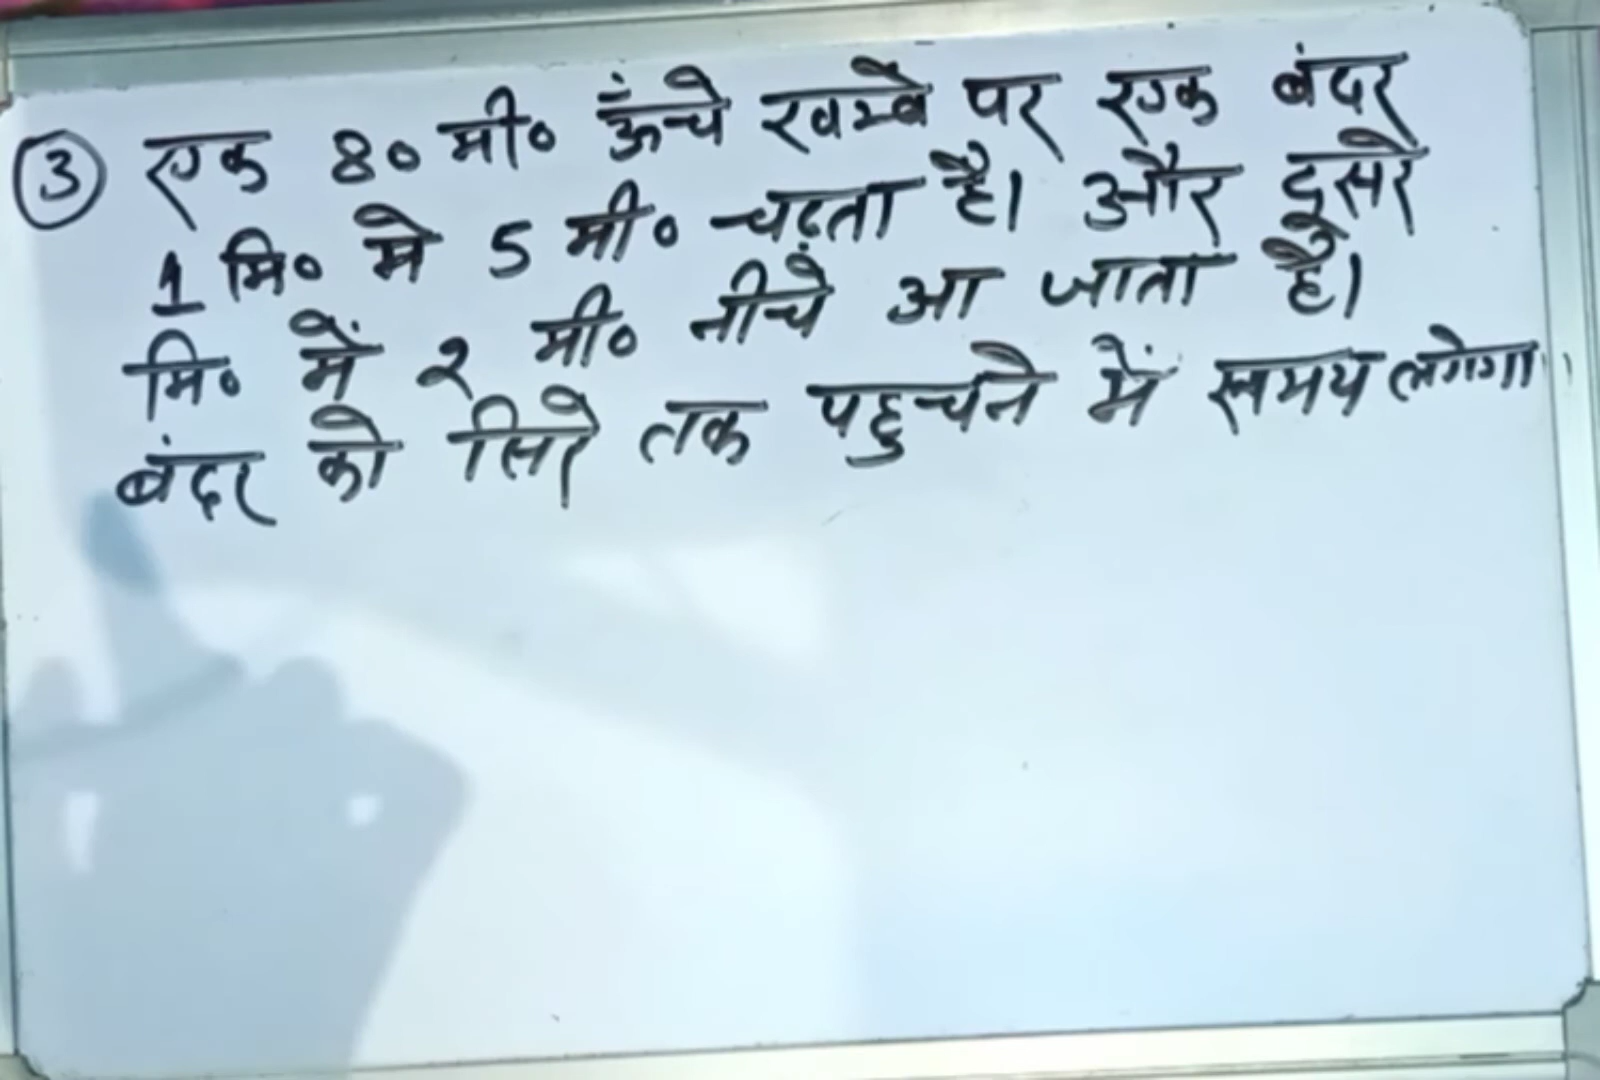 ③ एक 80 मी० ऊँचे खम्बे पर एक बंदर
1 मि० मे 5 मी० चढ़ता है। और दूसरे
मि० में 2 मी० नीचे आ जाता है।
बंदर को सिरे तक पहुचने में समय लगेगा